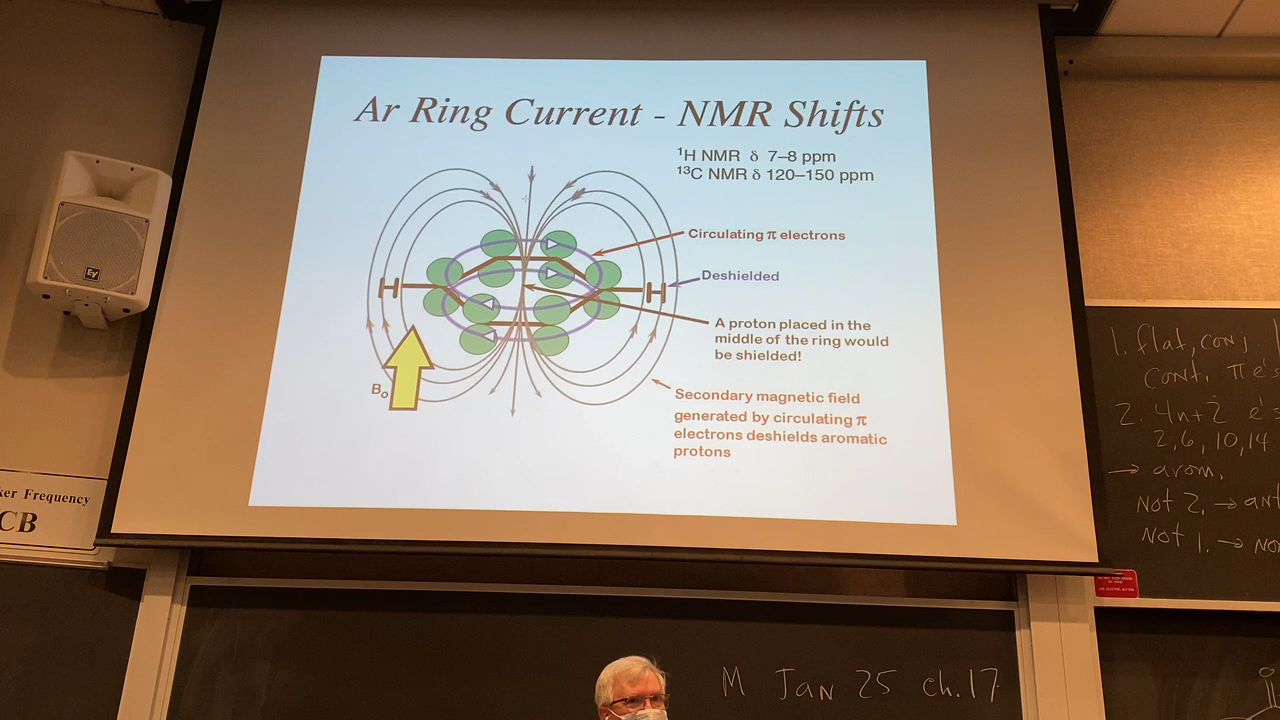 Ar Ring Current - NMR Shifts
¹H NMR δ 7–8 ppm
¹³C NMR δ 120–150 ppm
Circulating π electrons
Deshielded
H
H
A proton placed in the
middle of the ring would
be shielded!
B₀
Secondary magnetic field
generated by circulating π
electrons deshields aromatic
protons
EV
ker Frequency
CB
1. flat, conj.
cont. π e's
2. 4n+2 e's
2,6,10,14
→ arom.
Not 2. → ant
Not 1. → no
M Jan 25 ch.17